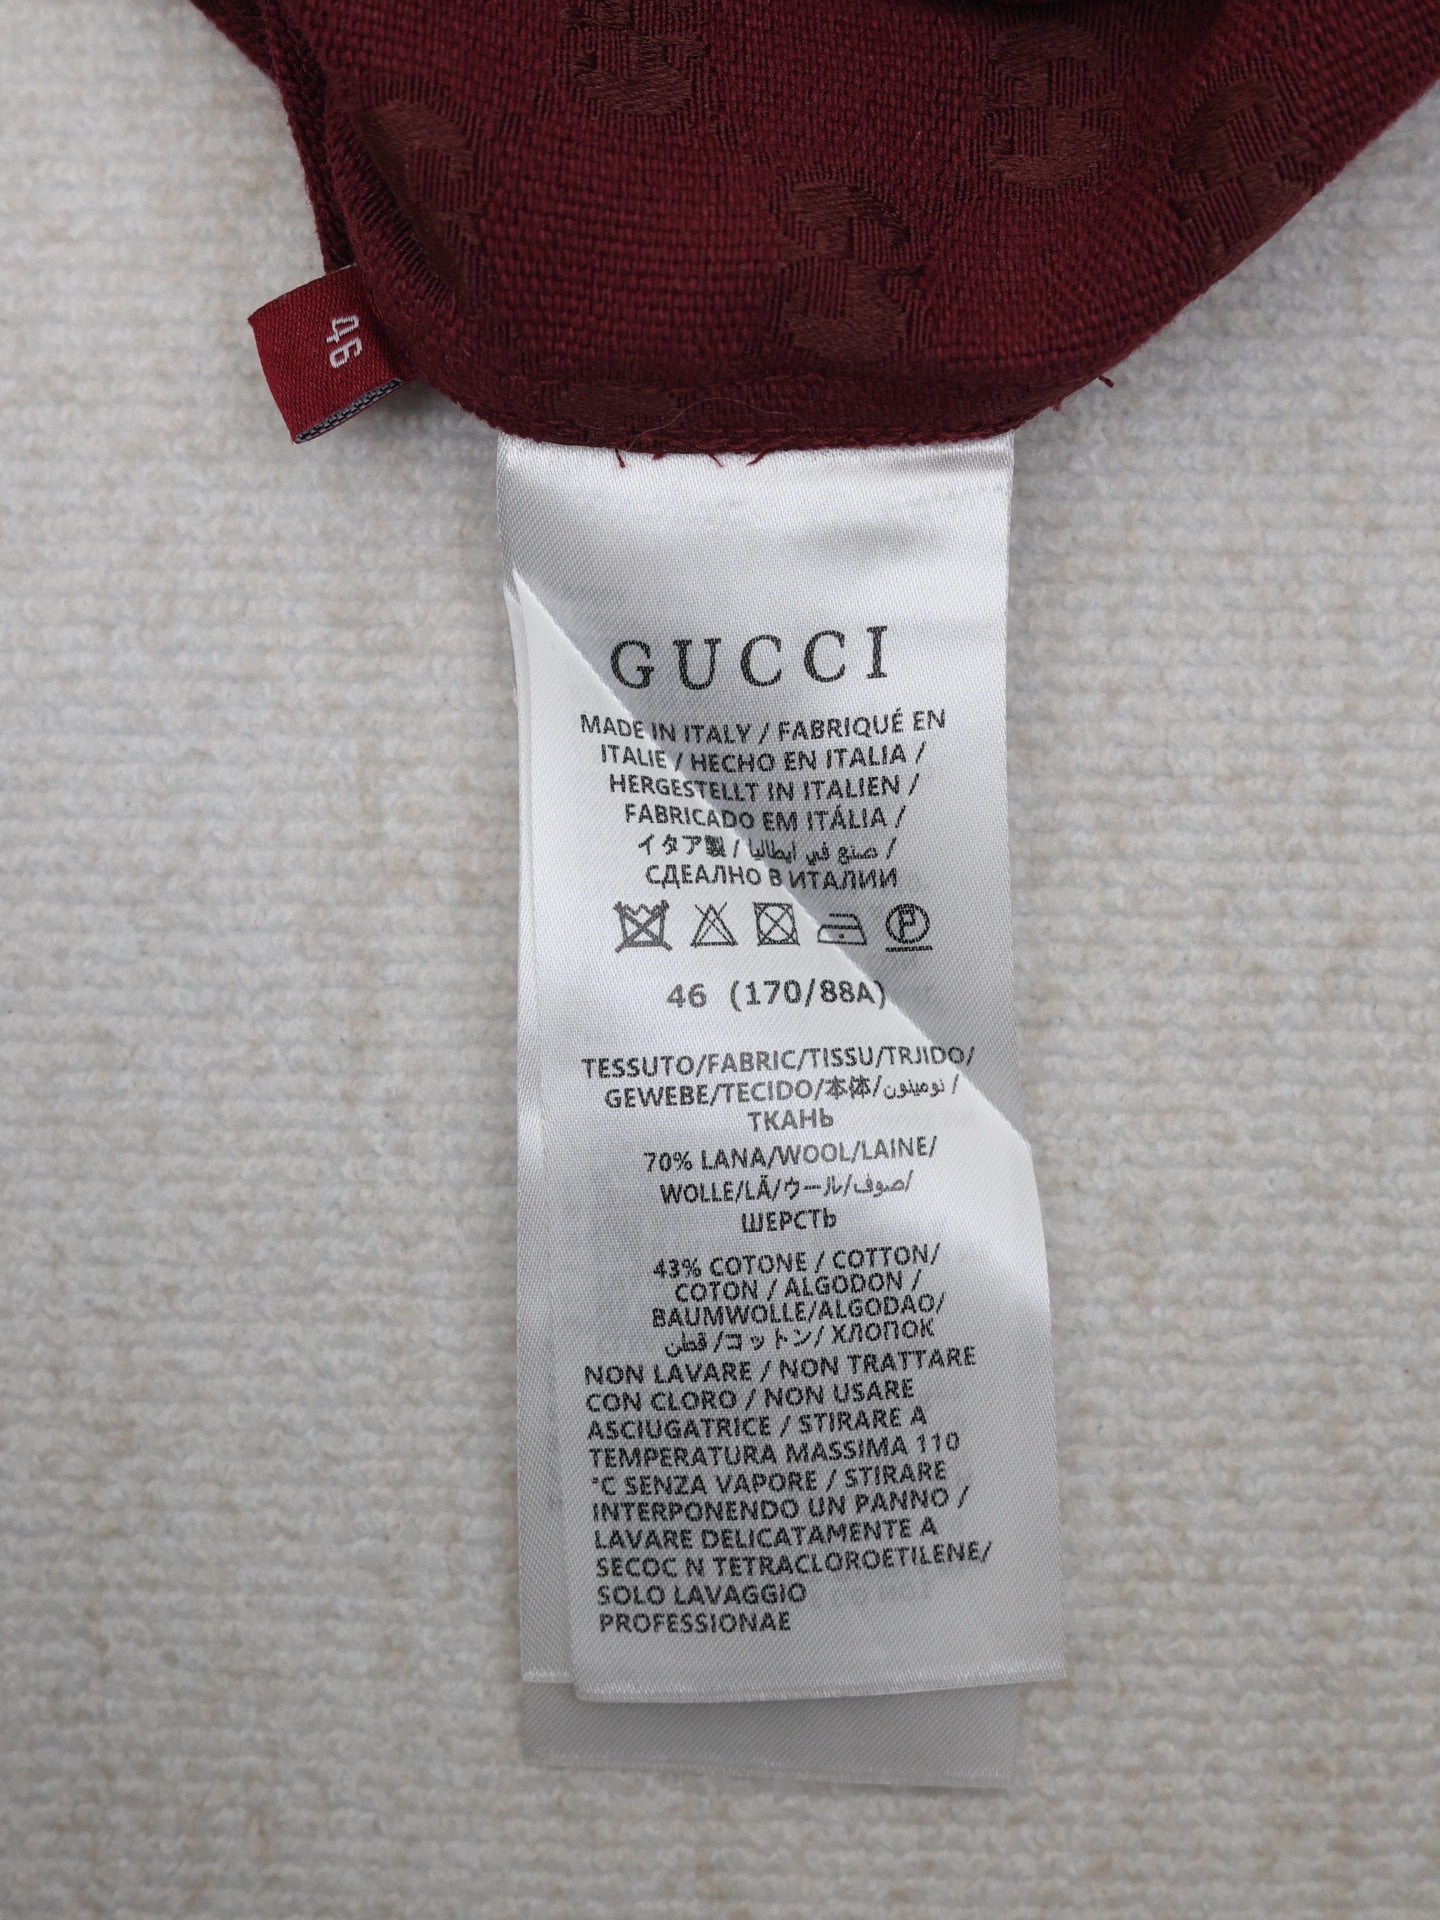 46
GUCCI
MADE IN ITALY / FABRIQUÉ EN
ITALIE / HECHO EN ITALIA /
HERGESTELLT IN ITALIEN /
FABRICADO EM ITÁLIA /
イタア製 / صنع في ايطاليا /
СДЕАЛНО В ИТАЛИИ
P
46 (170/88A)
TESSUTO/FABRIC/TISSU/TRJIDO/
GEWEBE/TECIDO/本体/نوميلون/
ТКАНЬ
70% LANA/WOOL/LAINE/
WOLLE/LÃ/ウール/صوف/
ШЕРСТЬ
43% COTONE / COTTON/
COTON / ALGODON /
BAUMWOLLE/ALGODAO/
قطن /コットン/ ХЛОПОК
NON LAVARE / NON TRATTARE
CON CLORO / NON USARE
ASCIUGATRICE / STIRARE A
TEMPERATURA MASSIMA 110
°C SENZA VAPORE / STIRARE
INTERPONENDO UN PANNO /
LAVARE DELICATAMENTE A
SECOC N TETRACLOROETILENE/
SOLO LAVAGGIO
PROFESSIONAE